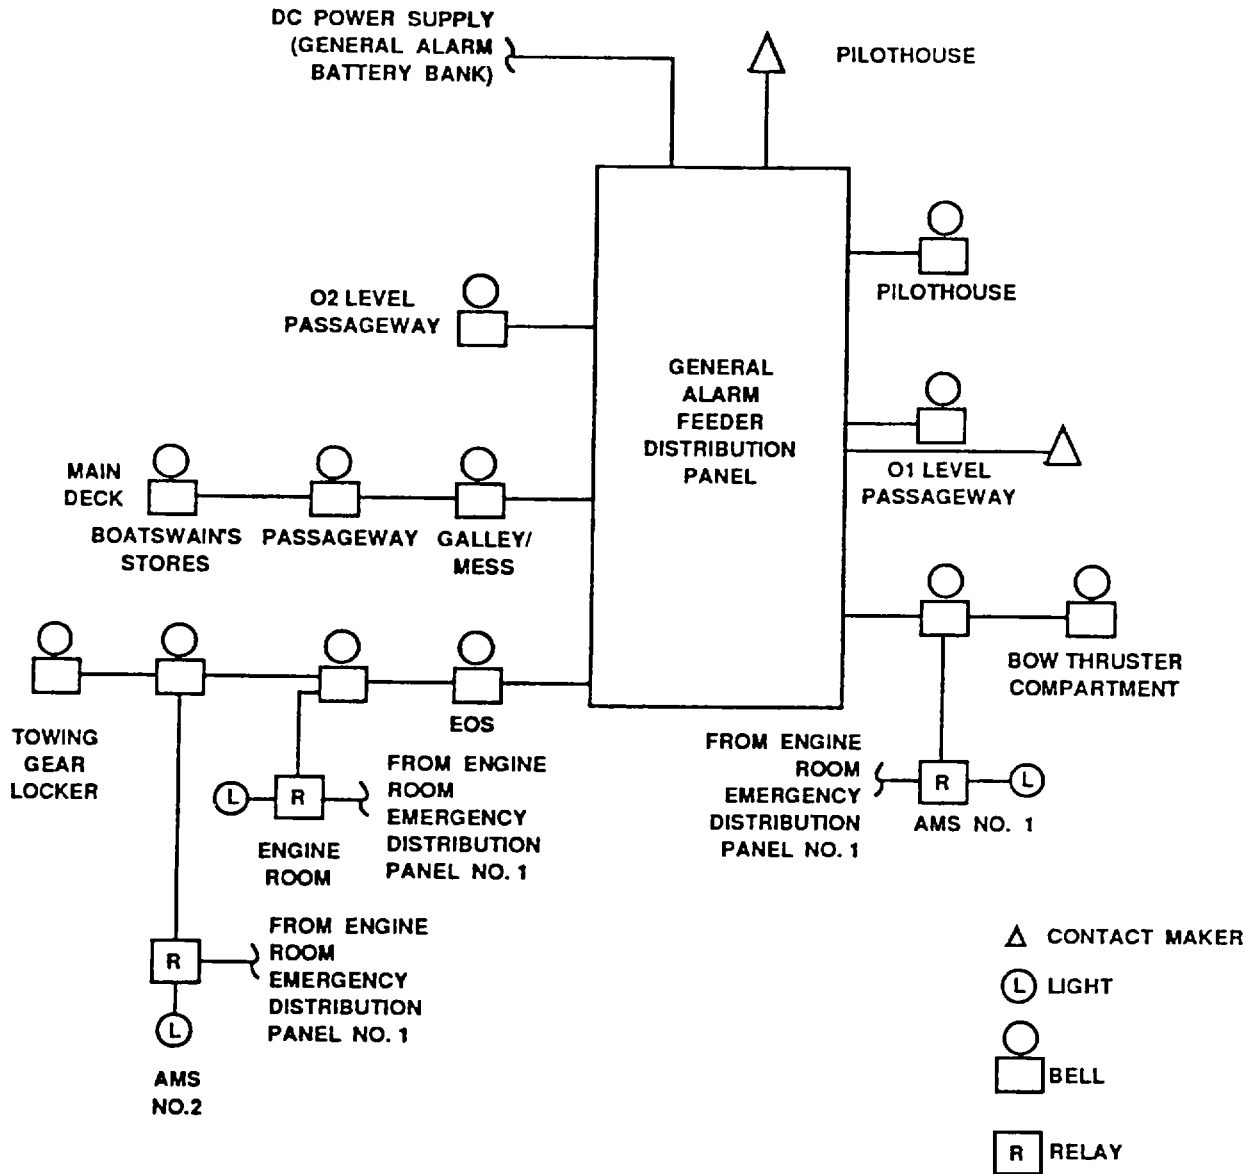 DC POWER SUPPLY
(GENERAL ALARM
BATTERY BANK)
PILOTHOUSE
PILOTHOUSE
O2 LEVEL
PASSAGEWAY
GENERAL
ALARM
FEEDER
DISTRIBUTION
PANEL
O1 LEVEL
PASSAGEWAY
MAIN
DECK
BOATSWAIN'S
STORES
PASSAGEWAY
GALLEY/
MESS
BOW THRUSTER
COMPARTMENT
TOWING
GEAR
LOCKER
EOS
L
R
ENGINE
ROOM
FROM ENGINE
ROOM
EMERGENCY
DISTRIBUTION
PANEL NO. 1
FROM ENGINE
ROOM
EMERGENCY
DISTRIBUTION
PANEL NO. 1
R
L
AMS NO. 1
R
FROM ENGINE
ROOM
EMERGENCY
DISTRIBUTION
PANEL NO. 1
L
AMS
NO.2
CONTACT MAKER
L LIGHT
BELL
R RELAY